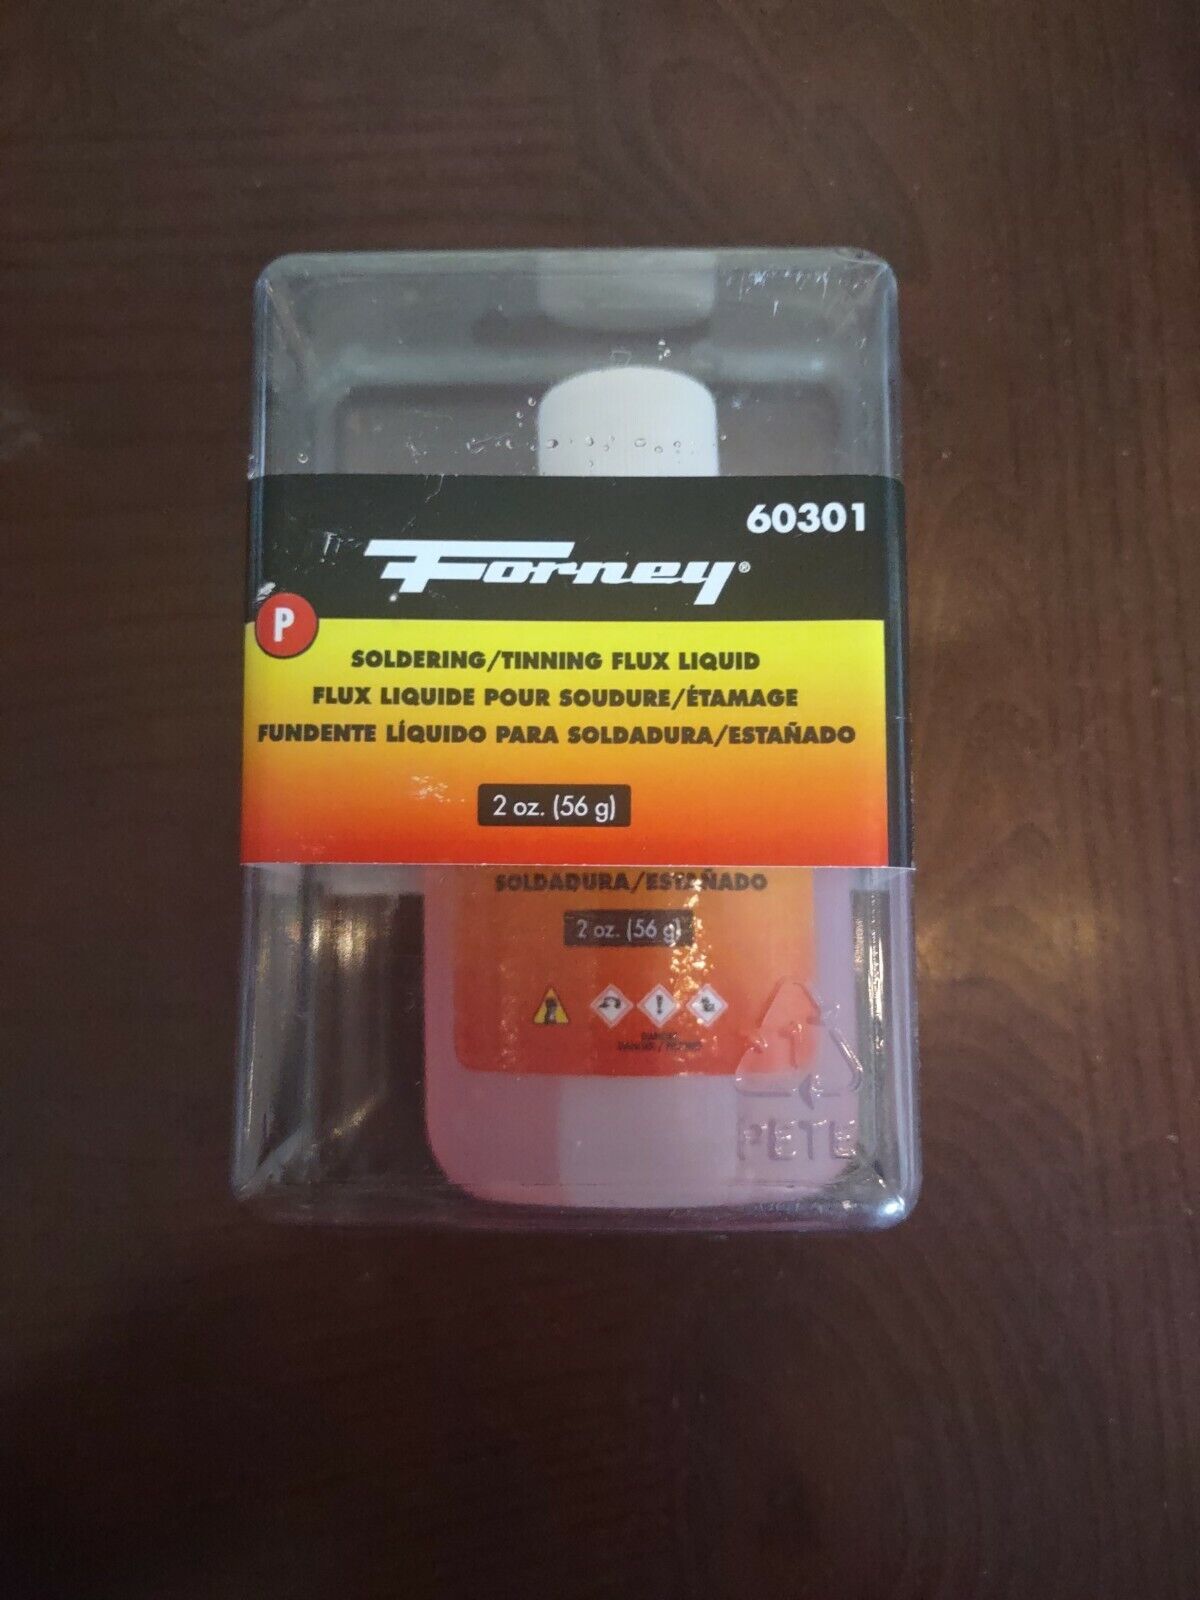 60301
Forney®
P
SOLDERING/TINNING FLUX LIQUID
FLUX LIQUIDE POUR SOUDURE/ÉTAMAGE
FUNDENTE LÍQUIDO PARA SOLDADURA/ESTAÑADO
2 oz. (56 g)
SOLDADURA/ESTAÑADO
2 oz. (56 g)
1
PETE